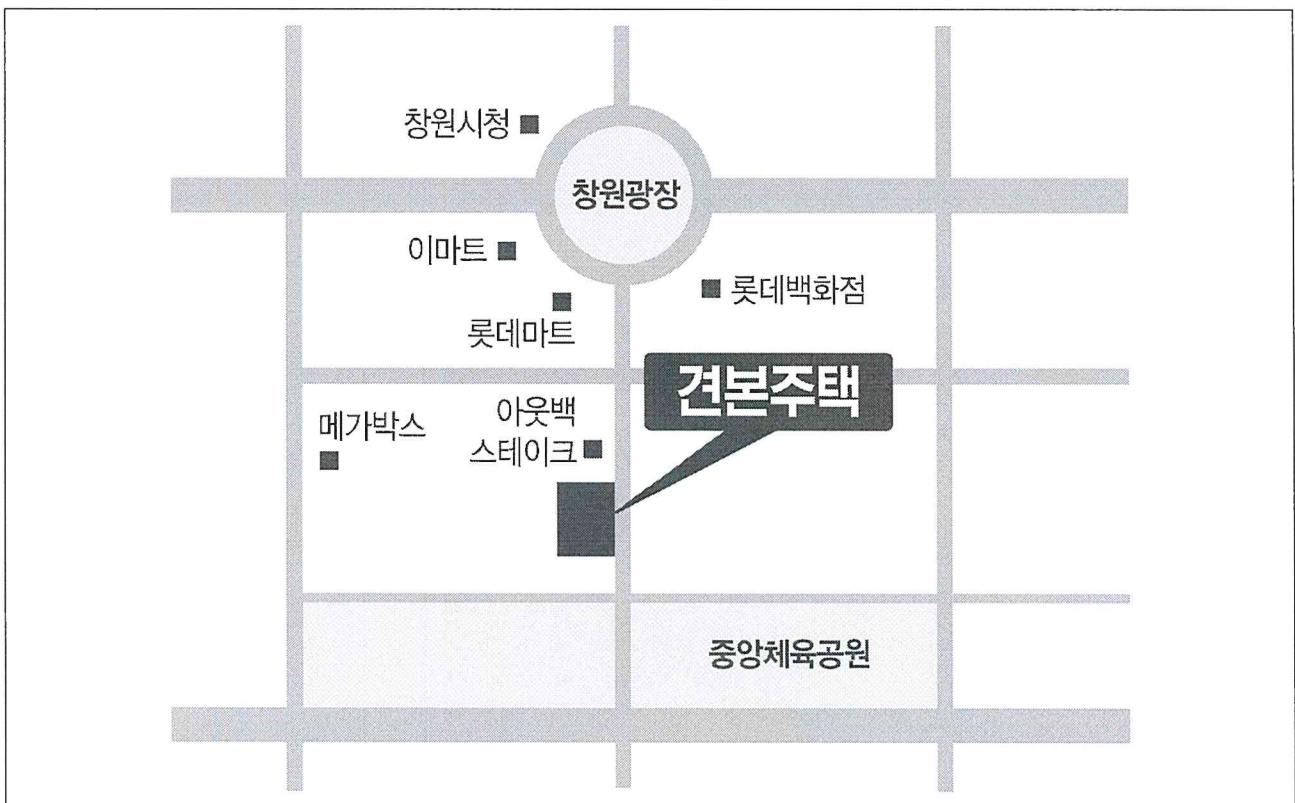 창원시청
창원광장
이마트
롯데백화점
롯데마트
견본주택
메가박스
아웃백
스테이크
중앙체육공원